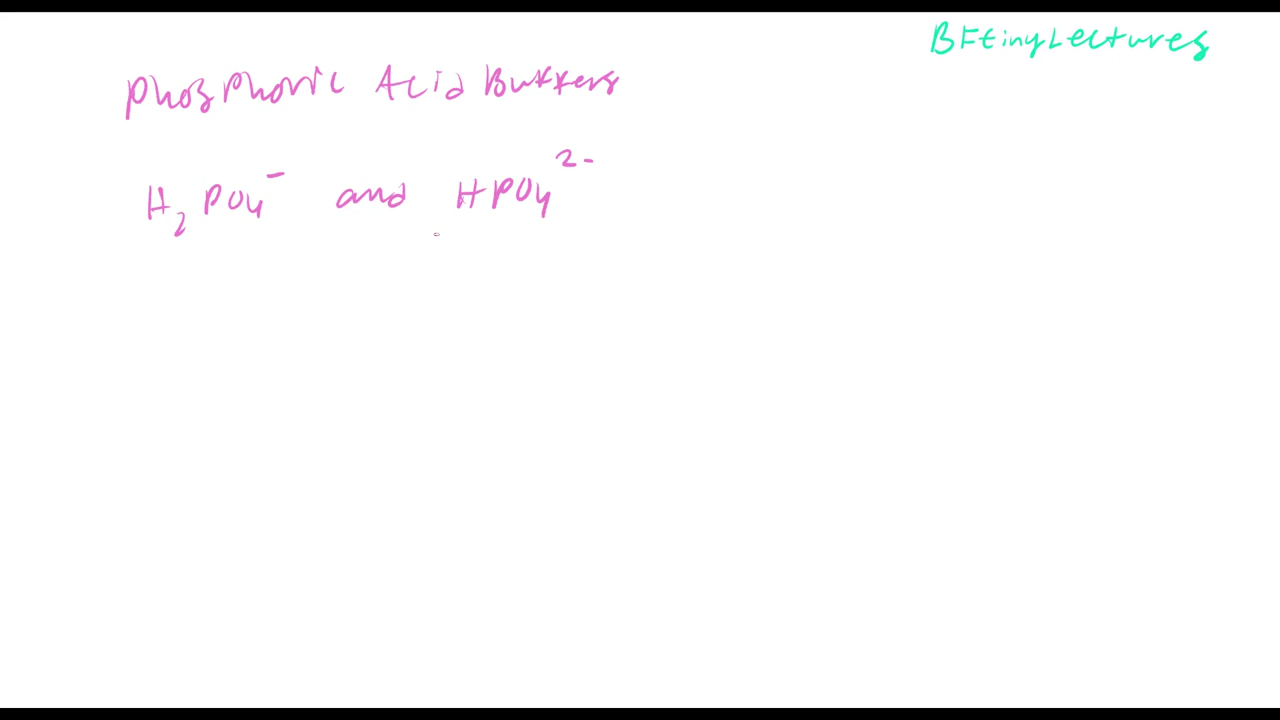 BFtinyLectures
Phosphoric Acid Buffers
H₂PO₄⁻ and HPO₄²⁻